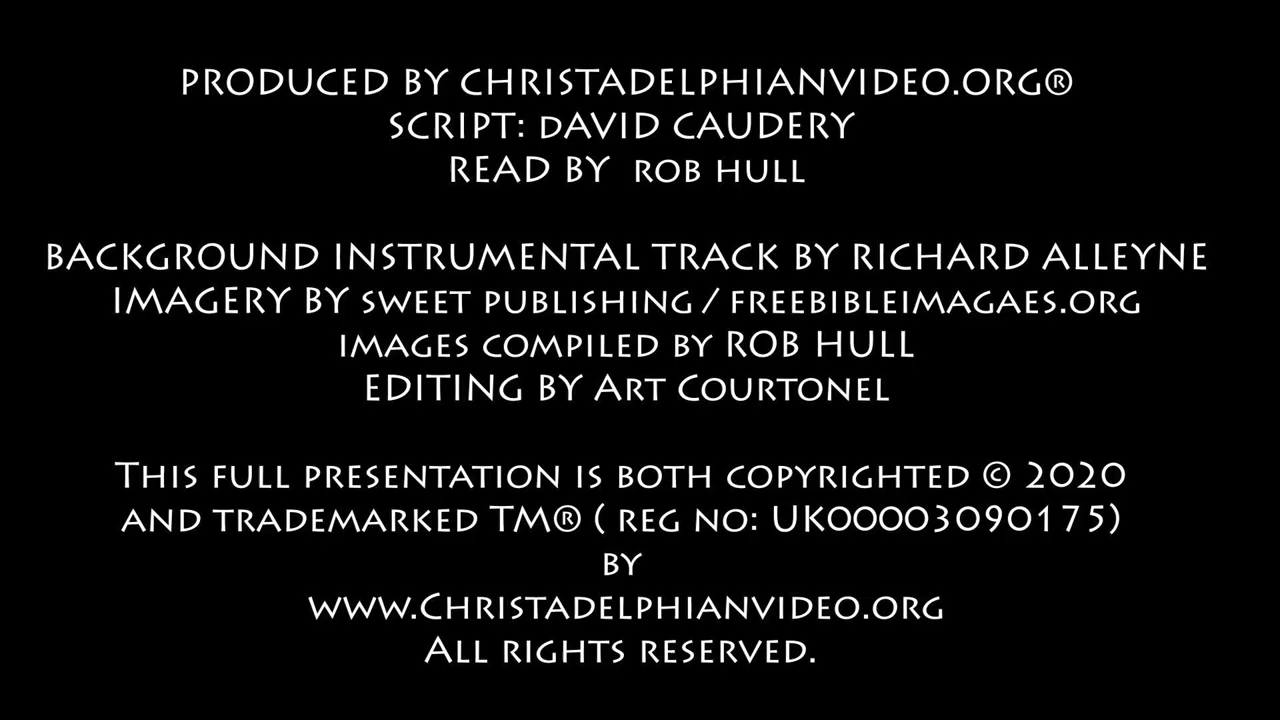 PRODUCED BY CHRISTADELPHIANVIDEO.ORG®
SCRIPT: DAVID CAUDERY
READ BY ROB HULL
BACKGROUND INSTRUMENTAL TRACK BY RICHARD ALLEYNE
IMAGERY BY SWEET PUBLISHING / FREEBIBLEIMAGAES.ORG
IMAGES COMPILED BY ROB HULL
EDITING BY ART COURTONEL
THIS FULL PRESENTATION IS BOTH COPYRIGHTED © 2020
AND TRADEMARKED TM® ( REG NO: UK00003090175)
BY
WWW.CHRISTADELPHIANVIDEO.ORG
ALL RIGHTS RESERVED.